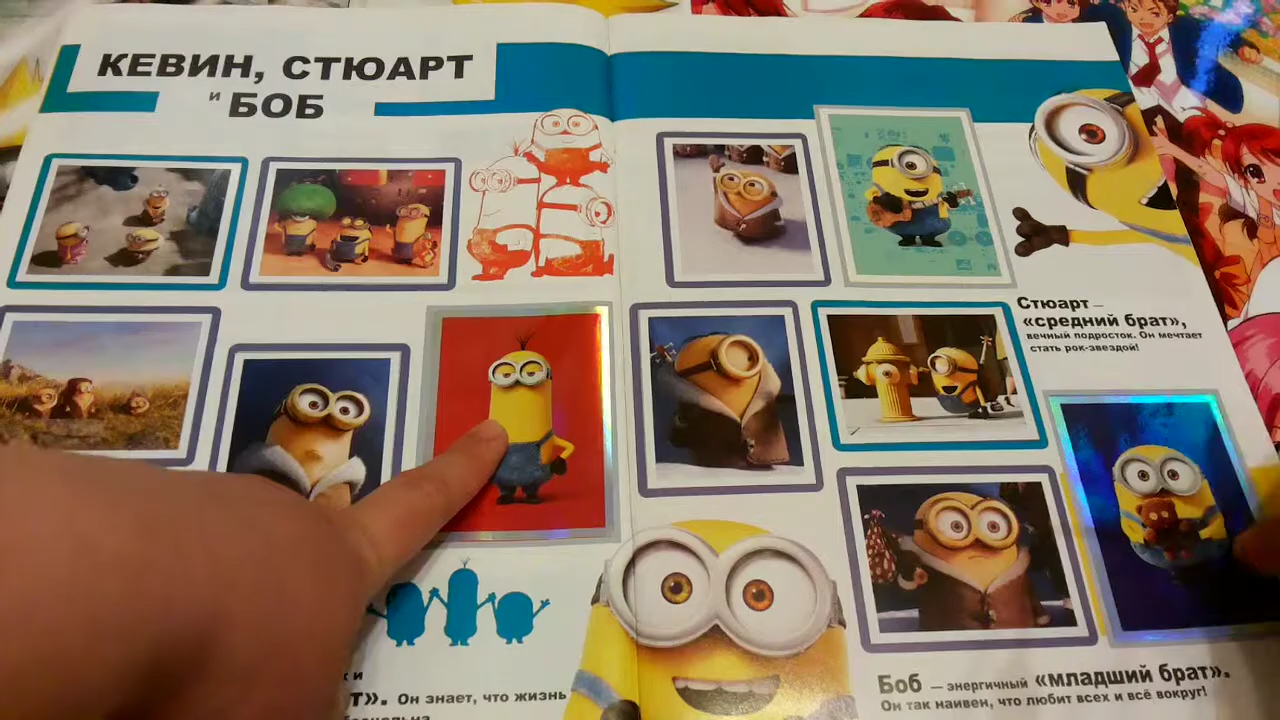 КЕВИН, СТЮАРТ
и БОБ
Стюарт –
«средний брат»,
вечный подросток. Он мечтает
стать рок-звездой!
и
т». Он знает, что жизнь
Боб – энергичный «младший брат».
Он так наивен, что любит всех и всё вокруг!